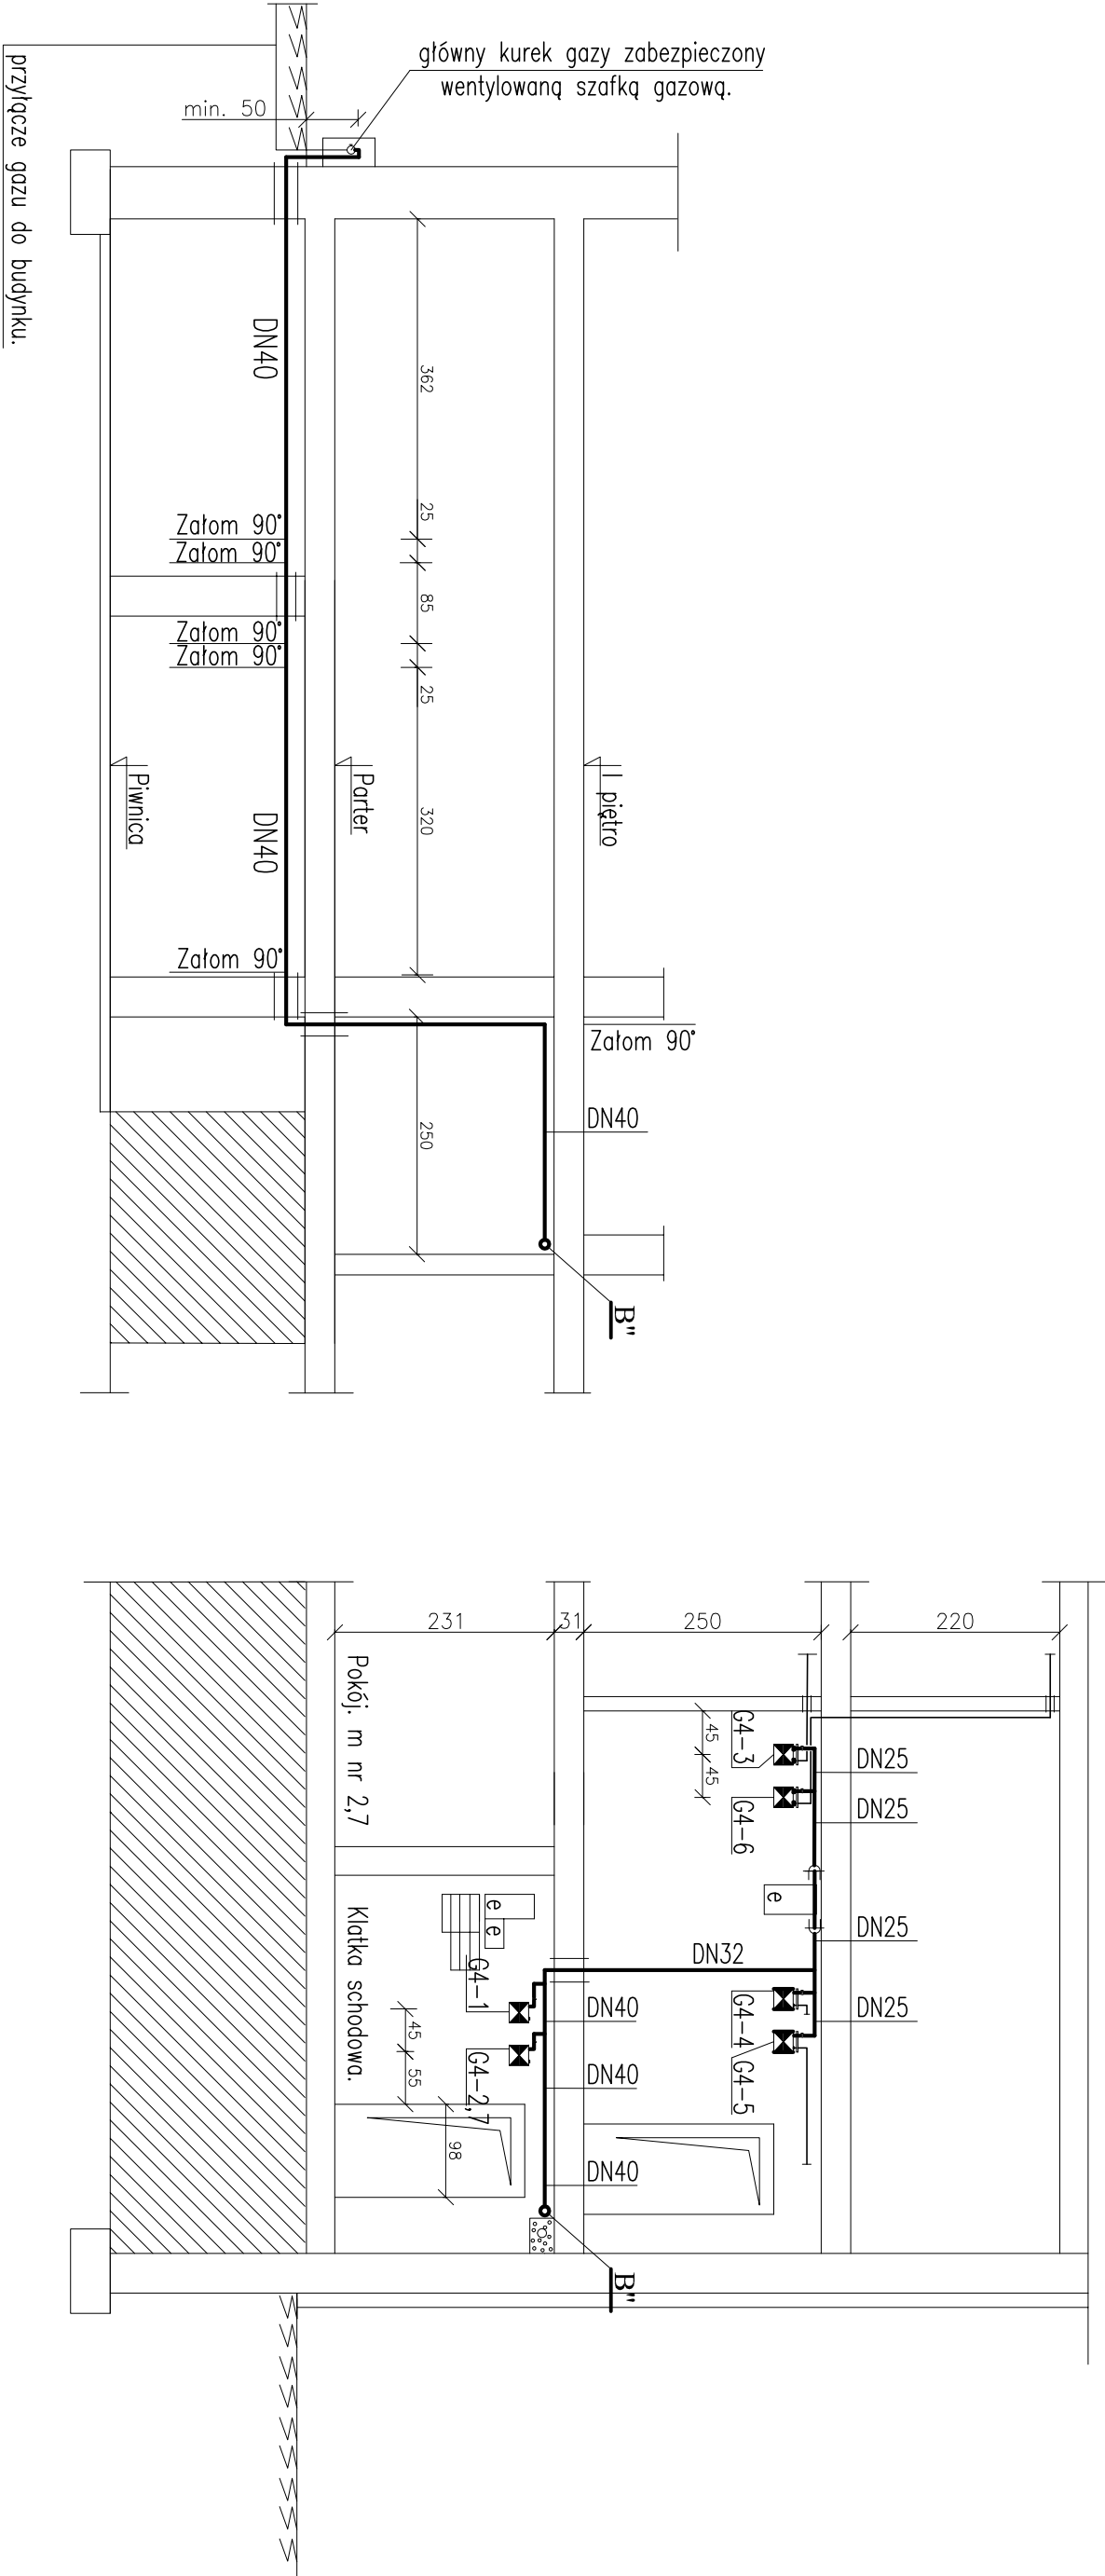 główny kurek gazy zabezpieczony
wentylowaną szafką gazową.
min. 50
przyłącze gazu do budynku.
DN40
362
Załom 90°
Załom 90°
25
85
Załom 90°
Załom 90°
25
Piwnica
Parter
I piętro
DN40
320
Załom 90°
Załom 90°
DN40
250
B"
231
31
250
220
Pokój. m nr 2,7
G4-3
45
45
G4-6
DN25
DN25
e
e
e
DN25
DN32
Klatka schodowa.
G4-1
DN40
G4-4
G4-5
DN25
45
55
G4-2,7
DN40
98
DN40
B"